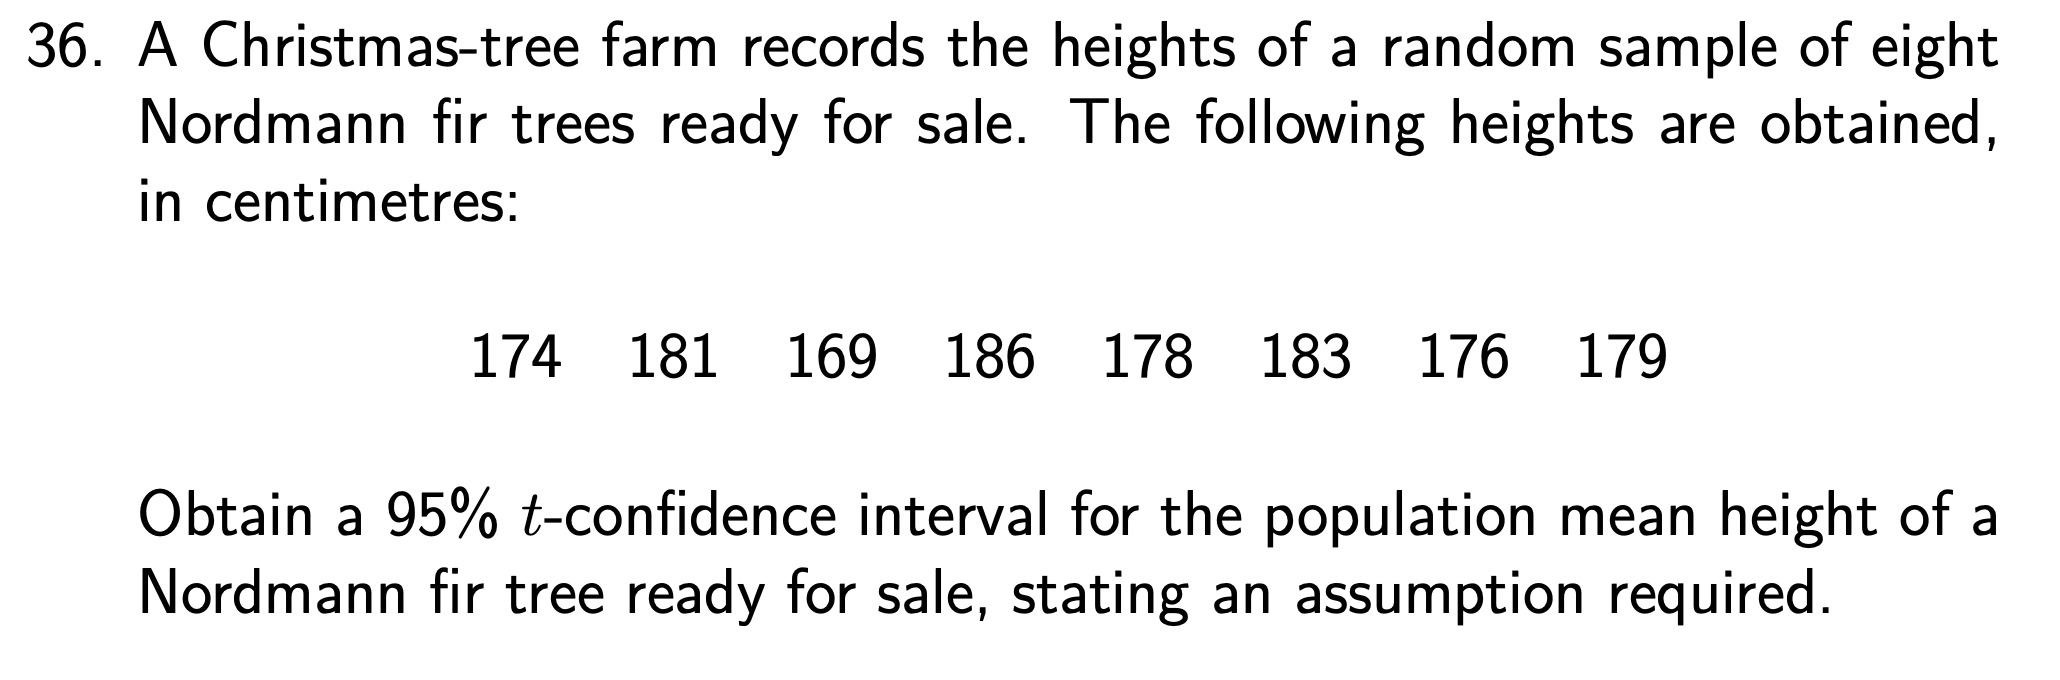 36. A Christmas-tree farm records the heights of a random sample of eight
Nordmann fir trees ready for sale. The following heights are obtained,
in centimetres:
174 181 169 186 178 183 176 179
Obtain a 95% t-confidence interval for the population mean height of a
Nordmann fir tree ready for sale, stating an assumption required.